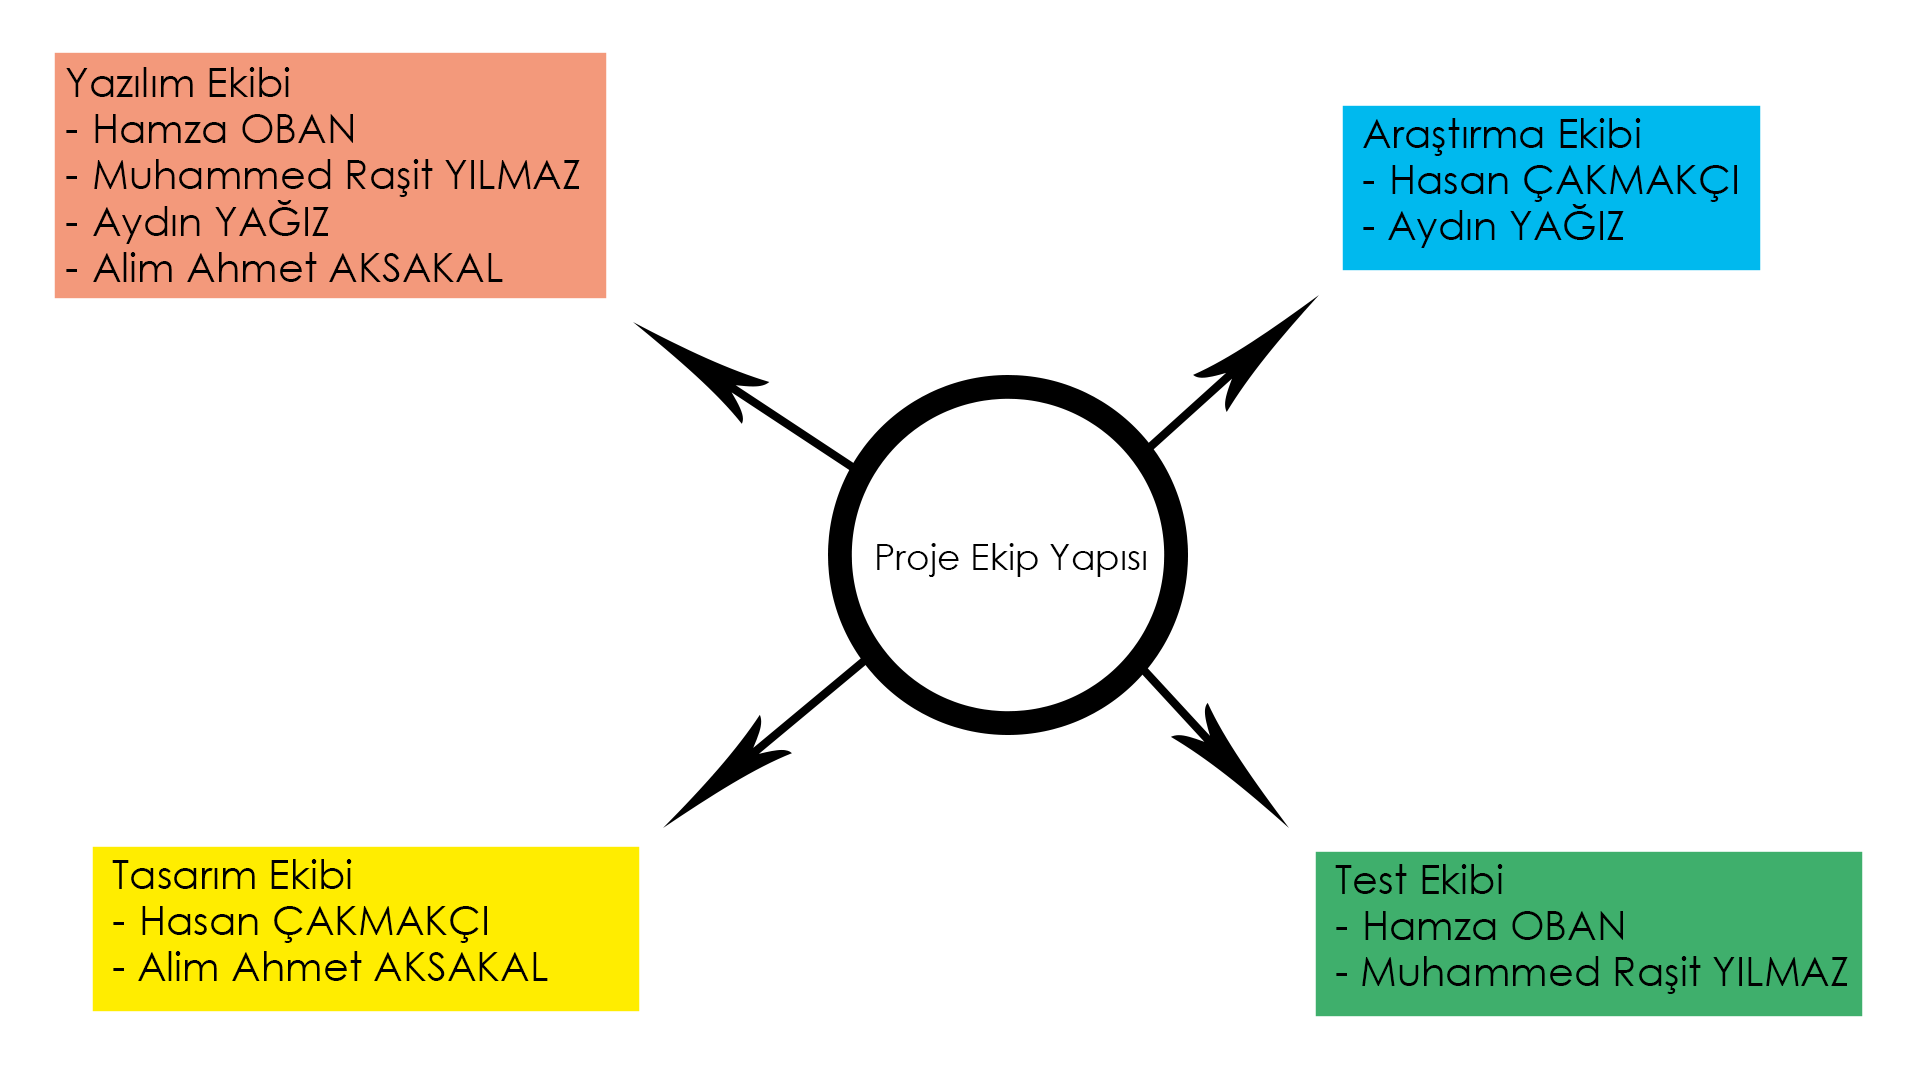 Yazılım Ekibi
- Hamza OBAN
- Muhammed Raşit YILMAZ
- Aydın YAĞIZ
- Alim Ahmet AKSAKAL
Araştırma Ekibi
- Hasan ÇAKMAKÇI
- Aydın YAĞIZ
Proje Ekip Yapısı
Tasarım Ekibi
- Hasan ÇAKMAKÇI
- Alim Ahmet AKSAKAL
Test Ekibi
- Hamza OBAN
- Muhammed Raşit YILMAZ